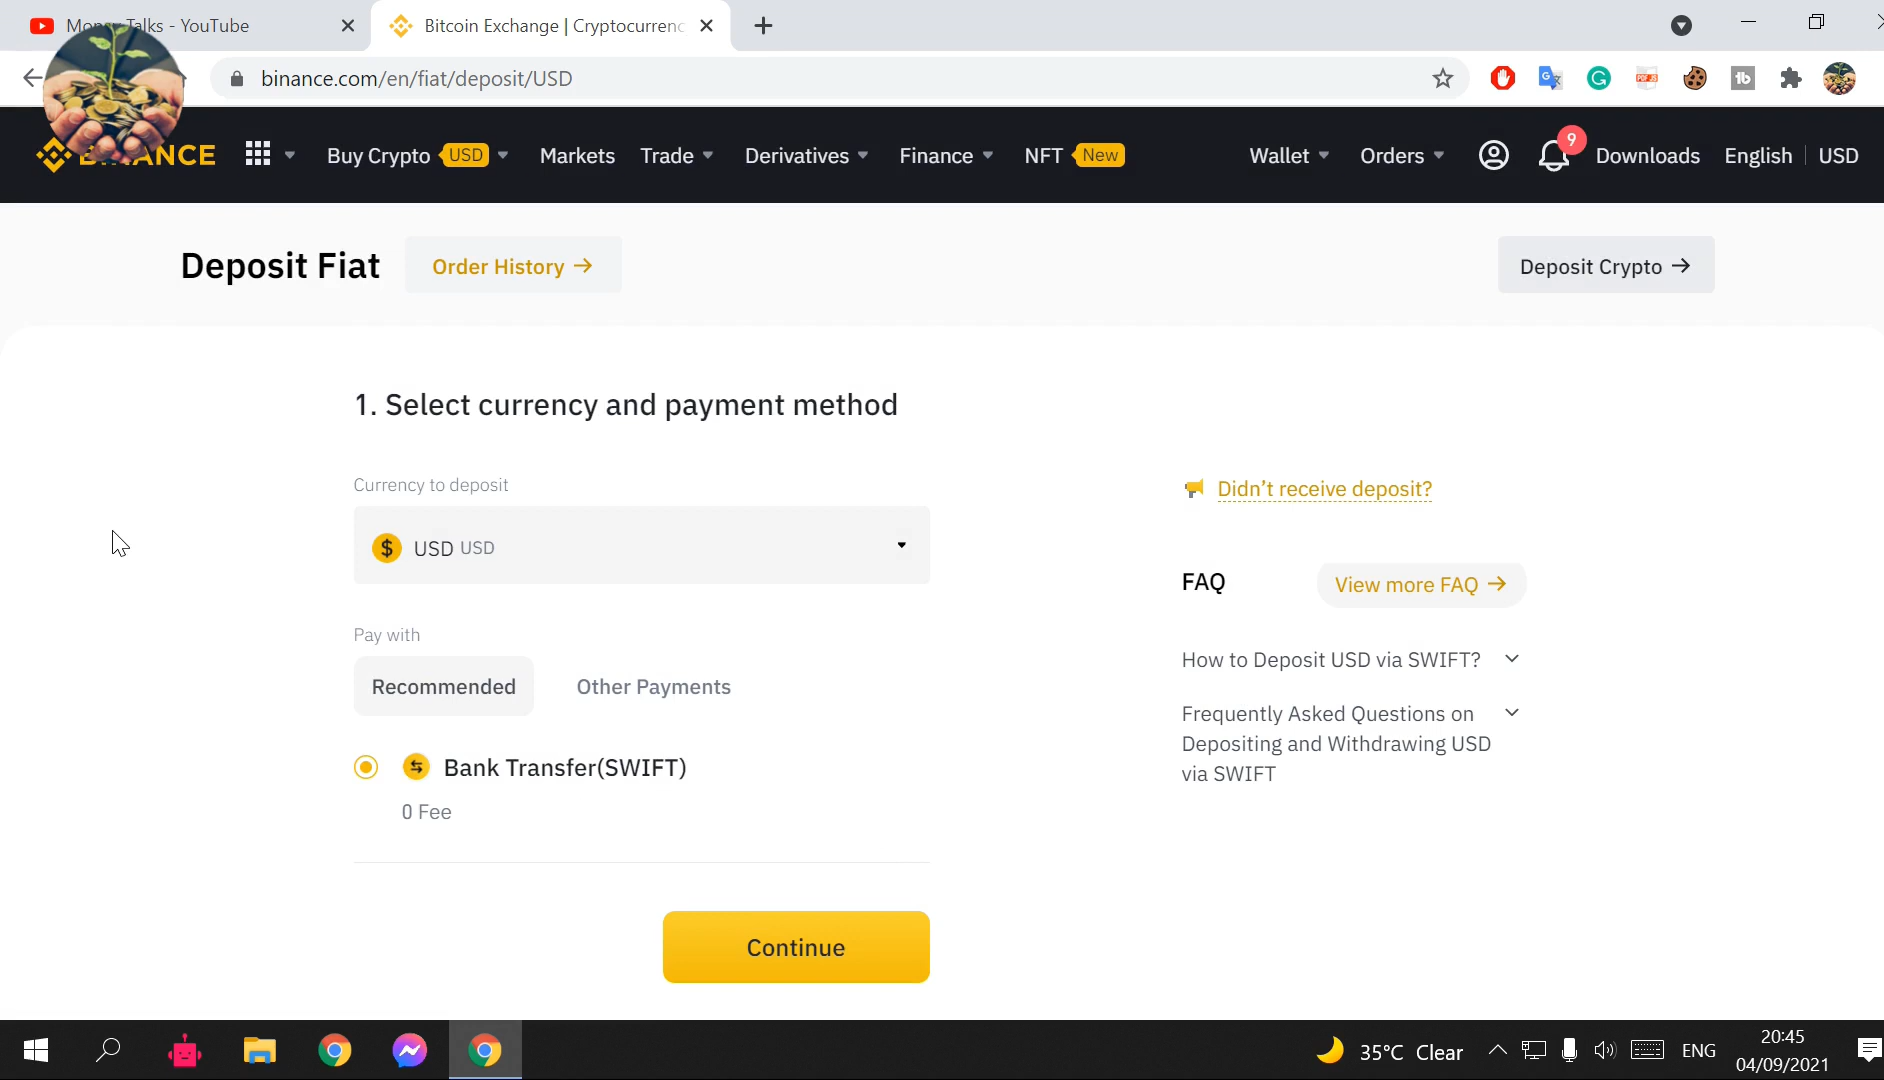 Money Talks - YouTube
Bitcoin Exchange | Cryptocurrenc
binance.com/en/fiat/deposit/USD
BINANCE
Buy Crypto USD
Markets
Trade
Derivatives
Finance
NFT New
Wallet
Orders
9
Downloads
English
USD
Deposit Fiat
Order History
Deposit Crypto
1. Select currency and payment method
Currency to deposit
$ USD USD
Pay with
Recommended
Other Payments
Bank Transfer(SWIFT)
0 Fee
Continue
Didn't receive deposit?
FAQ
View more FAQ
How to Deposit USD via SWIFT?
Frequently Asked Questions on
Depositing and Withdrawing USD
via SWIFT
35°C Clear
ENG
20:45
04/09/2021